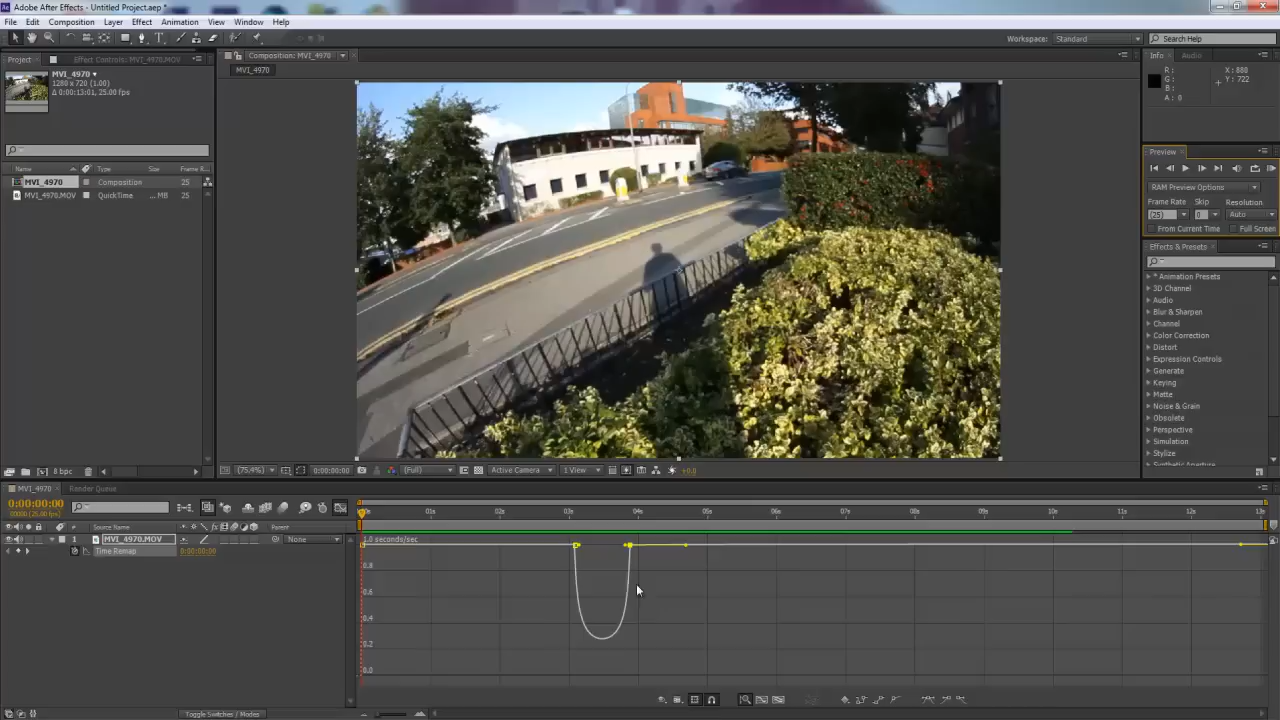 Adobe After Effects - Untitled Project.aep *
File Edit Composition Layer Effect Animation View Window Help
Workspace: Standard Search Help
Project Effect Controls: MVI_4970.MOV
Composition: MVI_4970
Info Audio
MVI_4970
MVI_4970
1280 x 720 (1.00)
Δ 0:00:13:01, 25.00 fps
R :
G :
B :
A : 0
X : 888
Y : 722
Preview
RAM Preview Options
Frame Rate Skip Resolution
(25) 0 Auto
From Current Time Full Screen
Name Type Size Frame R...
MVI_4970 Composition 25
MVI_4970.MOV QuickTime ... MB 25
Effects & Presets
* Animation Presets
3D Channel
Audio
Blur & Sharpen
Channel
Color Correction
Distort
Expression Controls
Generate
Keying
Matte
Noise & Grain
Obsolete
Perspective
Simulation
Stylize
Synthetic Aperture
8 bpc
(75.4%) 0:00:00:00 (Full) Active Camera 1 View +0.0
MVI_4970 Render Queue
0:00:00:00
00000 (25.00 fps)
01s 02s 03s 04s 05s 06s 07s 08s 09s 10s 11s 12s 13s
# Source Name Parent
1 MVI_4970.MOV None
Time Remap 0:00:00:00
1.0 seconds/sec
0.8
0.6
0.4
0.2
0.0
Toggle Switches / Modes